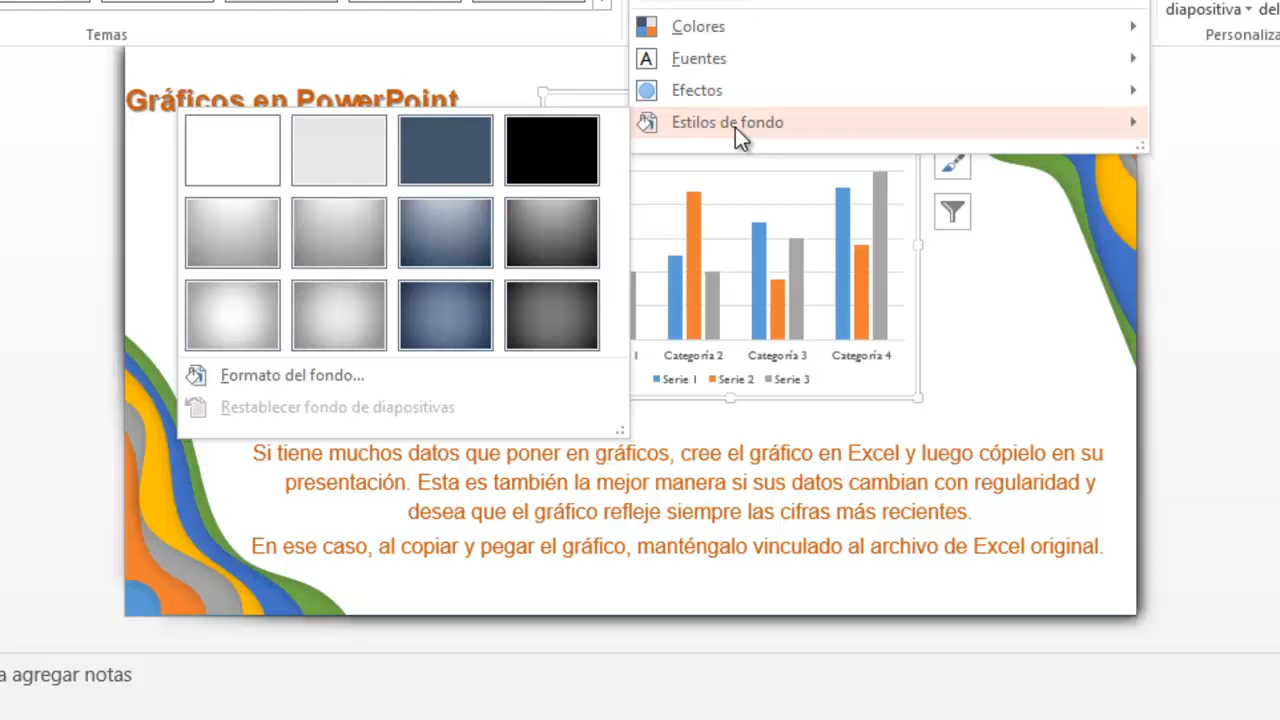 diapositiva
del
Temas
Personaliza
Colores
Fuentes
Efectos
Estilos de fondo
Gráficos en PowerPoint
Formato del fondo...
Restablecer fondo de diapositivas
1 Categoría 2 Categoría 3 Categoría 4
Serie 1 Serie 2 Serie 3
Si tiene muchos datos que poner en gráficos, cree el gráfico en Excel y luego cópielo en su
presentación. Esta es también la mejor manera si sus datos cambian con regularidad y
desea que el gráfico refleje siempre las cifras más recientes.
En ese caso, al copiar y pegar el gráfico, manténgalo vinculado al archivo de Excel original.
a agregar notas